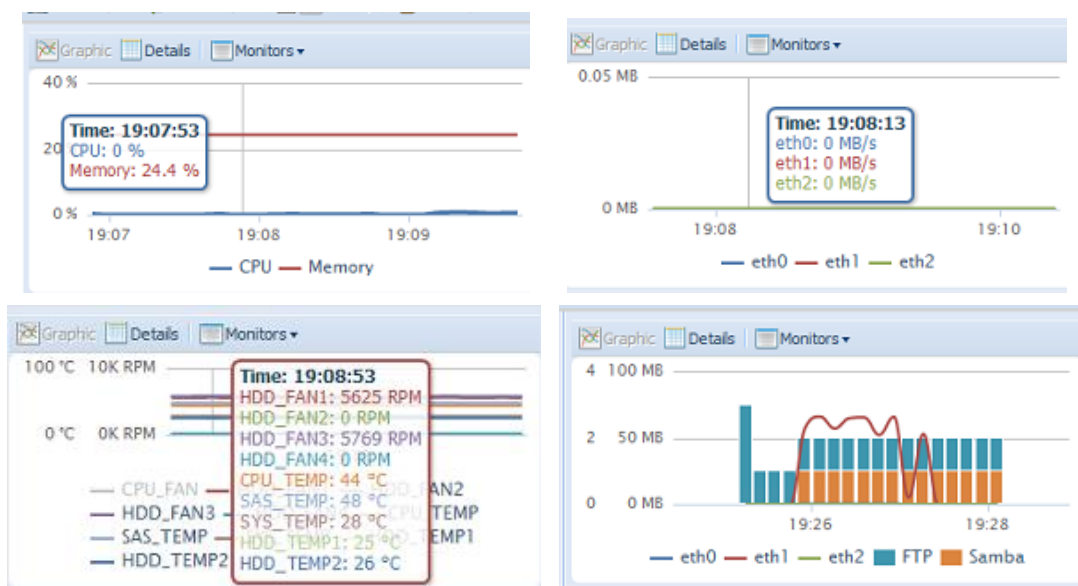 Graphic Details Monitors
40 %
Time: 19:07:53
CPU: 0 %
20
Memory: 24.4 %
0 %
19:07 19:08 19:09
CPU Memory
Graphic Details Monitors
0.05 MB
Time: 19:08:13
eth0: 0 MB/s
eth1: 0 MB/s
eth2: 0 MB/s
0 MB
19:08 19:10
eth0 eth1 eth2
Graphic Details Monitors
100 °C 10K RPM
Time: 19:08:53
HDD_FAN1: 5625 RPM
HDD_FAN2: 0 RPM
HDD_FAN3: 5769 RPM
0 °C 0K RPM
HDD_FAN4: 0 RPM
CPU_TEMP: 44 °C
SAS_TEMP: 48 °C
SYS_TEMP: 28 °C
HDD_TEMP1: 25 °C
HDD_TEMP2: 26 °C
CPU_FAN AN2
HDD_FAN3 TEMP
SAS_TEMP EMP1
HDD_TEMP2
Graphic Details Monitors
4 100 MB
2 50 MB
0 0 MB
19:26 19:28
eth0 eth1 eth2 FTP Samba